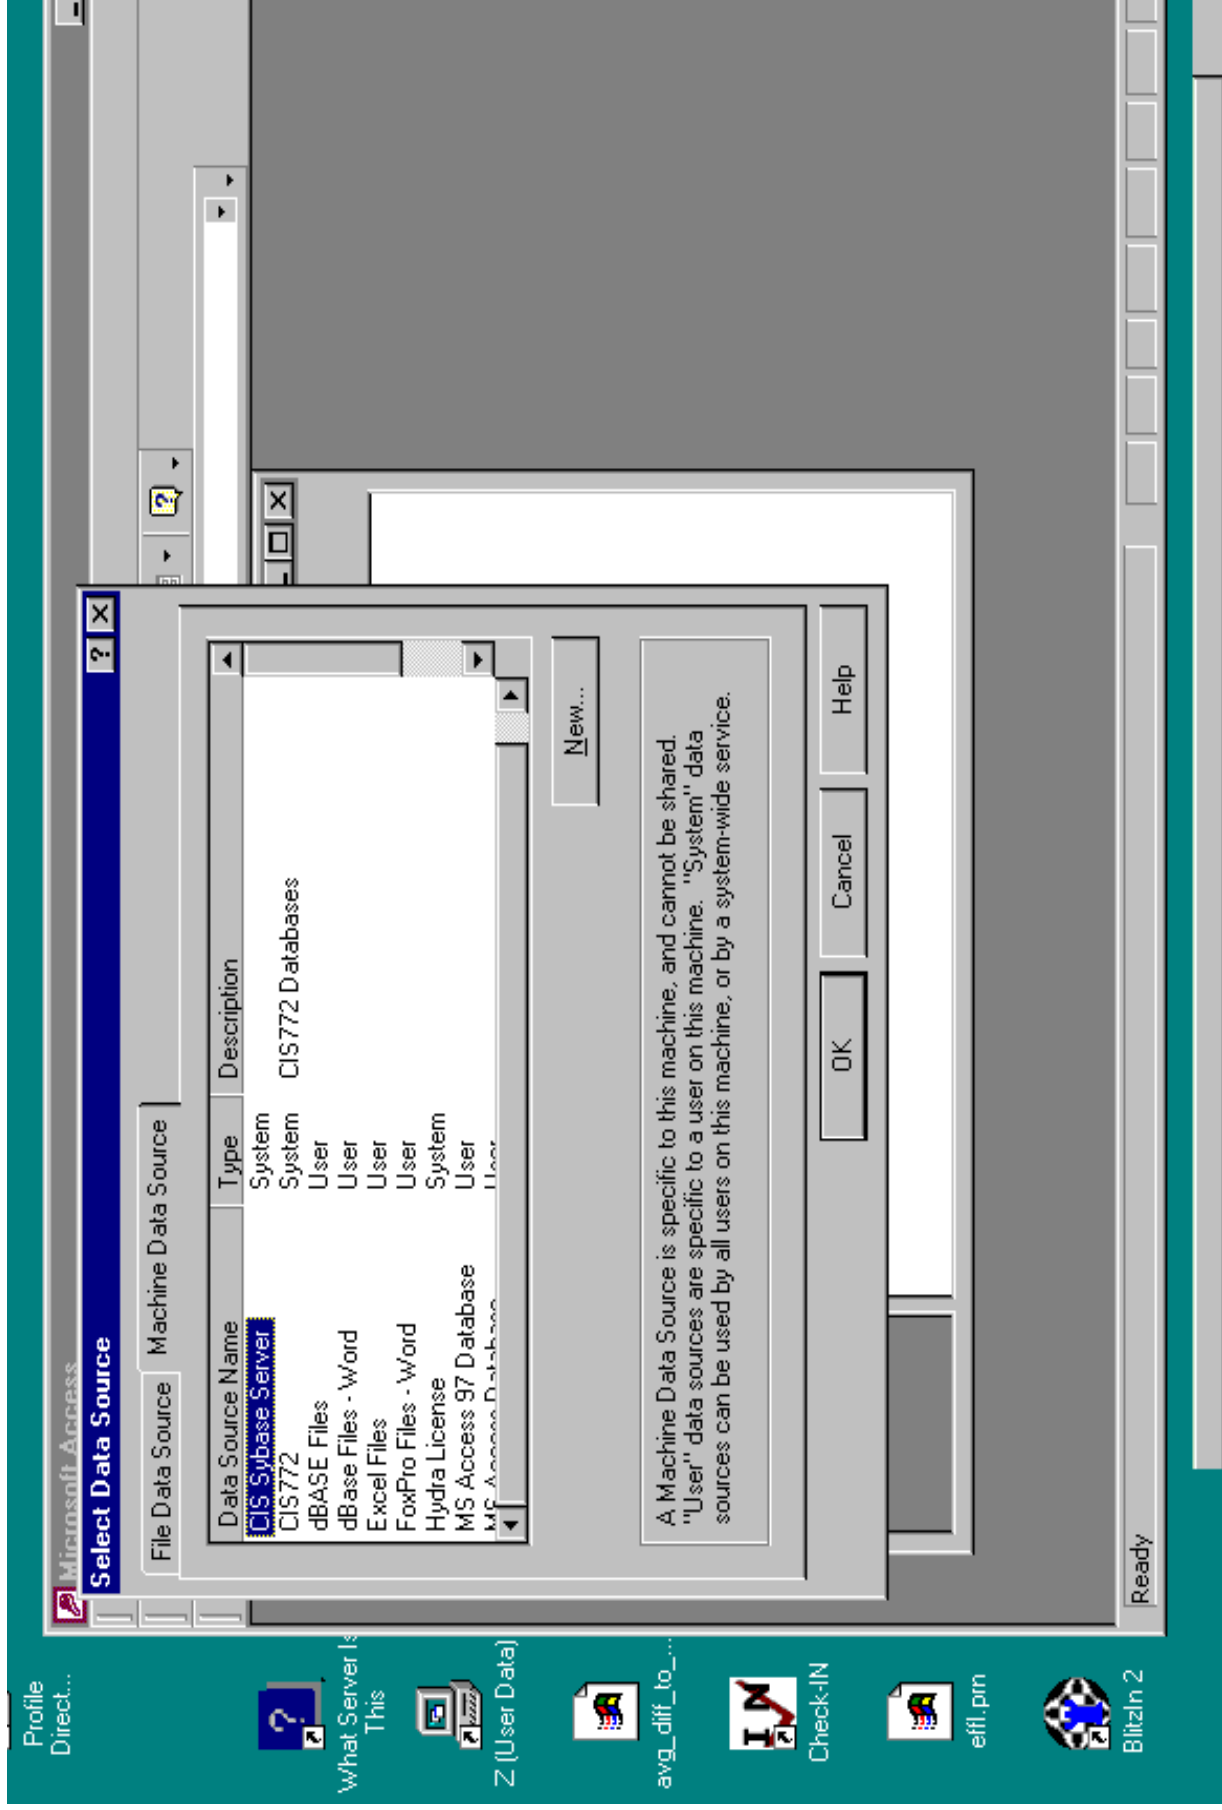 Profile
Direct...
What Server Is
This
Z (User Data)
avg_diff_to_...
Check-IN
effl.prn
BlitzIn 2
Microsoft Access
Select Data Source
File Data Source
Machine Data Source
Data Source Name Type Description
CIS Sybase Server System
CIS772 System CIS772 Databases
dBASE Files User
dBase Files - Word User
Excel Files User
FoxPro Files - Word User
Hydra License System
MS Access 97 Database User
MS Access Database User
New...
A Machine Data Source is specific to this machine, and cannot be shared.
"User" data sources are specific to a user on this machine. "System" data
sources can be used by all users on this machine, or by a system-wide service.
OK Cancel Help
Ready